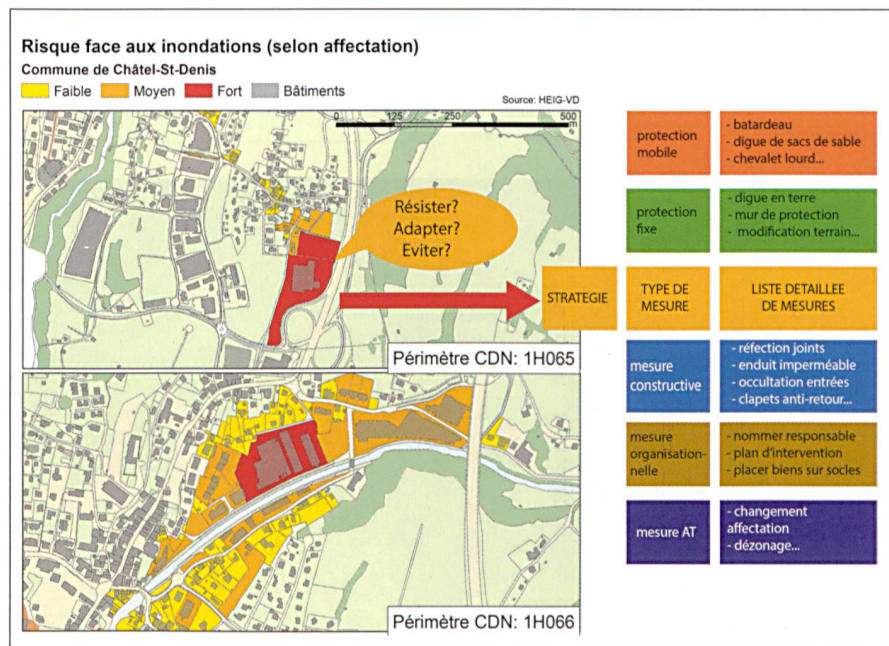 Risque face aux inondations (selon affectation)
Commune de Châtel-St-Denis
Faible
Moyen
Fort
Bâtiments
Source: HEIG-VD
0
125
250
500
m
Résister?
Adapter?
Eviter?
Périmètre CDN: 1H065
Périmètre CDN: 1H066
protection
mobile
- batardeau
- digue de sacs de sable
- chevalet lourd...
protection
fixe
- digue en terre
- mur de protection
- modification terrain...
STRATEGIE
TYPE DE
MESURE
LISTE DETAILLEE
DE MESURES
mesure
constructive
- réfection joints
- enduit imperméable
- occultation entrées
- clapets anti-retour...
mesure
organisation-
nelle
- nommer responsable
- plan d'intervention
- placer biens sur socles
mesure AT
- changement
affectation
- dézonage...